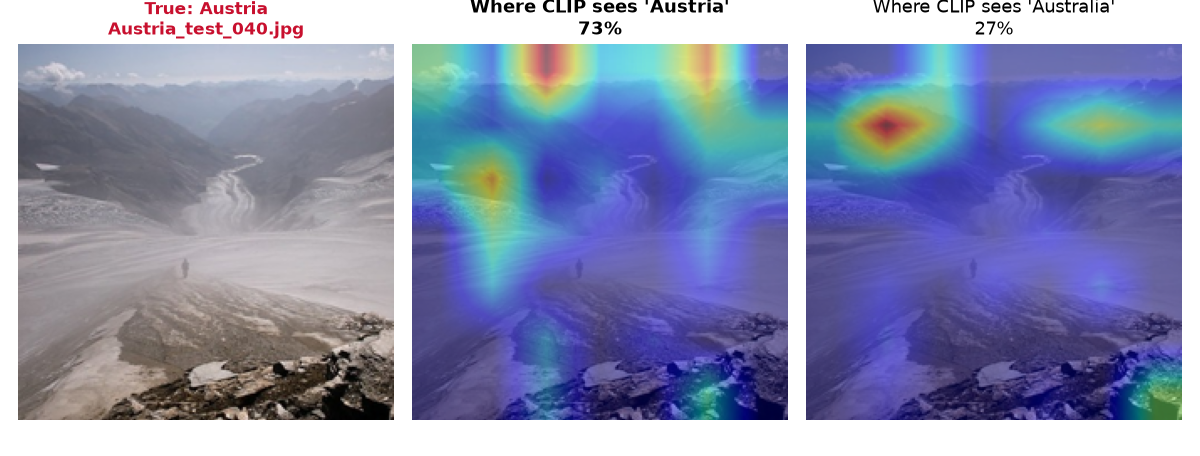 True: Austria
Austria_test_040.jpg
Where CLIP sees 'Austria'
73%
Where CLIP sees 'Australia'
27%